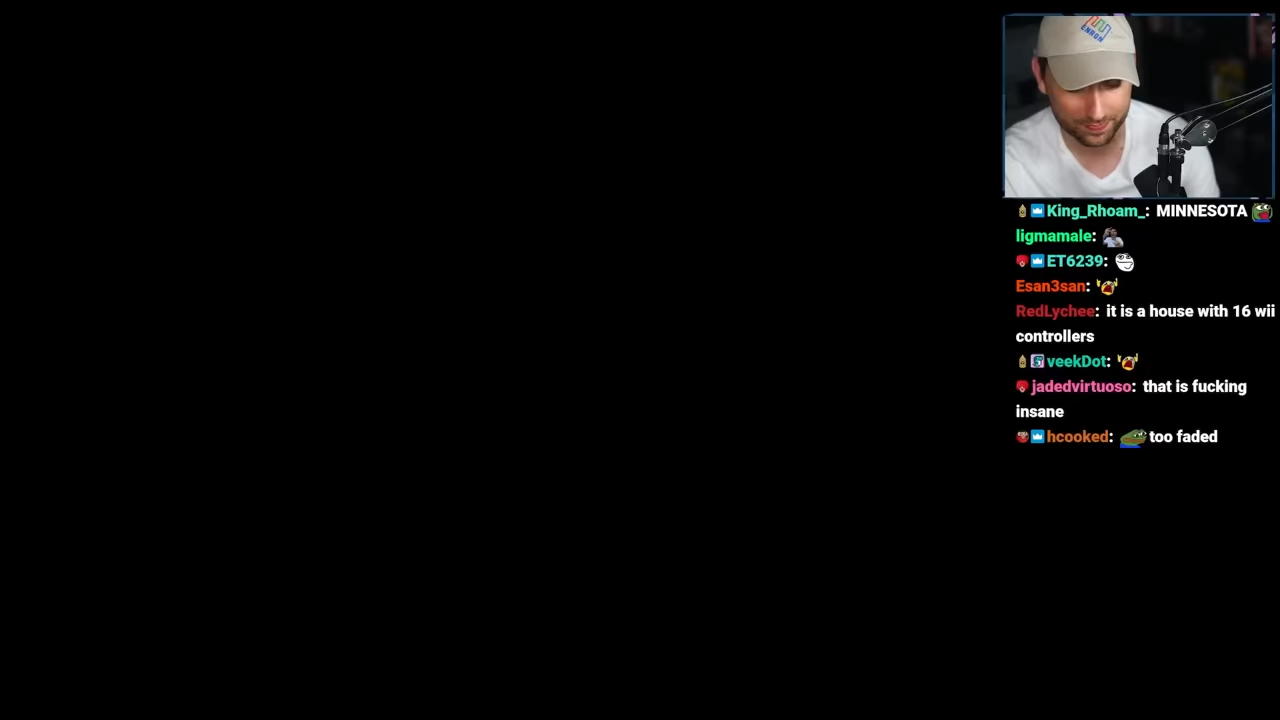 ENRON
King_Rhoam_: MINNESOTA
ligmamale:
ET6239:
Esan3san:
RedLychee: it is a house with 16 wii
controllers
veekDot:
jadedvirtuoso: that is fucking
insane
hcooked: too faded